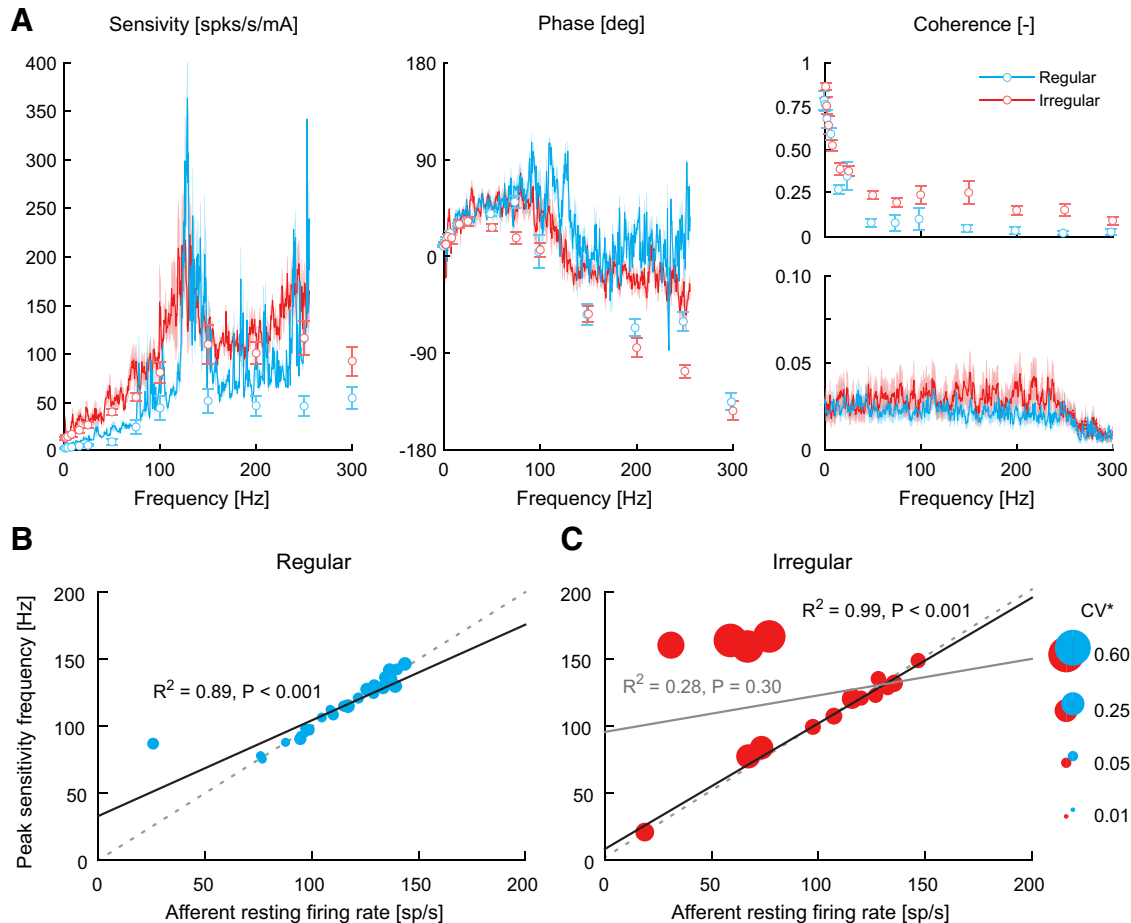 A
Sensivity [spks/s/mA]
Phase [deg]
Coherence [-]
400
350
300
250
200
150
100
50
0
0
100
200
300
Frequency [Hz]
180
90
0
-90
-180
0
100
200
300
Frequency [Hz]
1
0.75
0.50
0.25
0
Regular
Irregular
0.10
0.05
0
0
100
200
300
Frequency [Hz]
B
Regular
Peak sensitivity frequency [Hz]
200
150
100
50
0
R² = 0.89, P < 0.001
0
50
100
150
200
Afferent resting firing rate [sp/s]
C
Irregular
200
150
100
50
0
R² = 0.99, P < 0.001
R² = 0.28, P = 0.30
0
50
100
150
200
Afferent resting firing rate [sp/s]
CV*
0.60
0.25
0.05
0.01